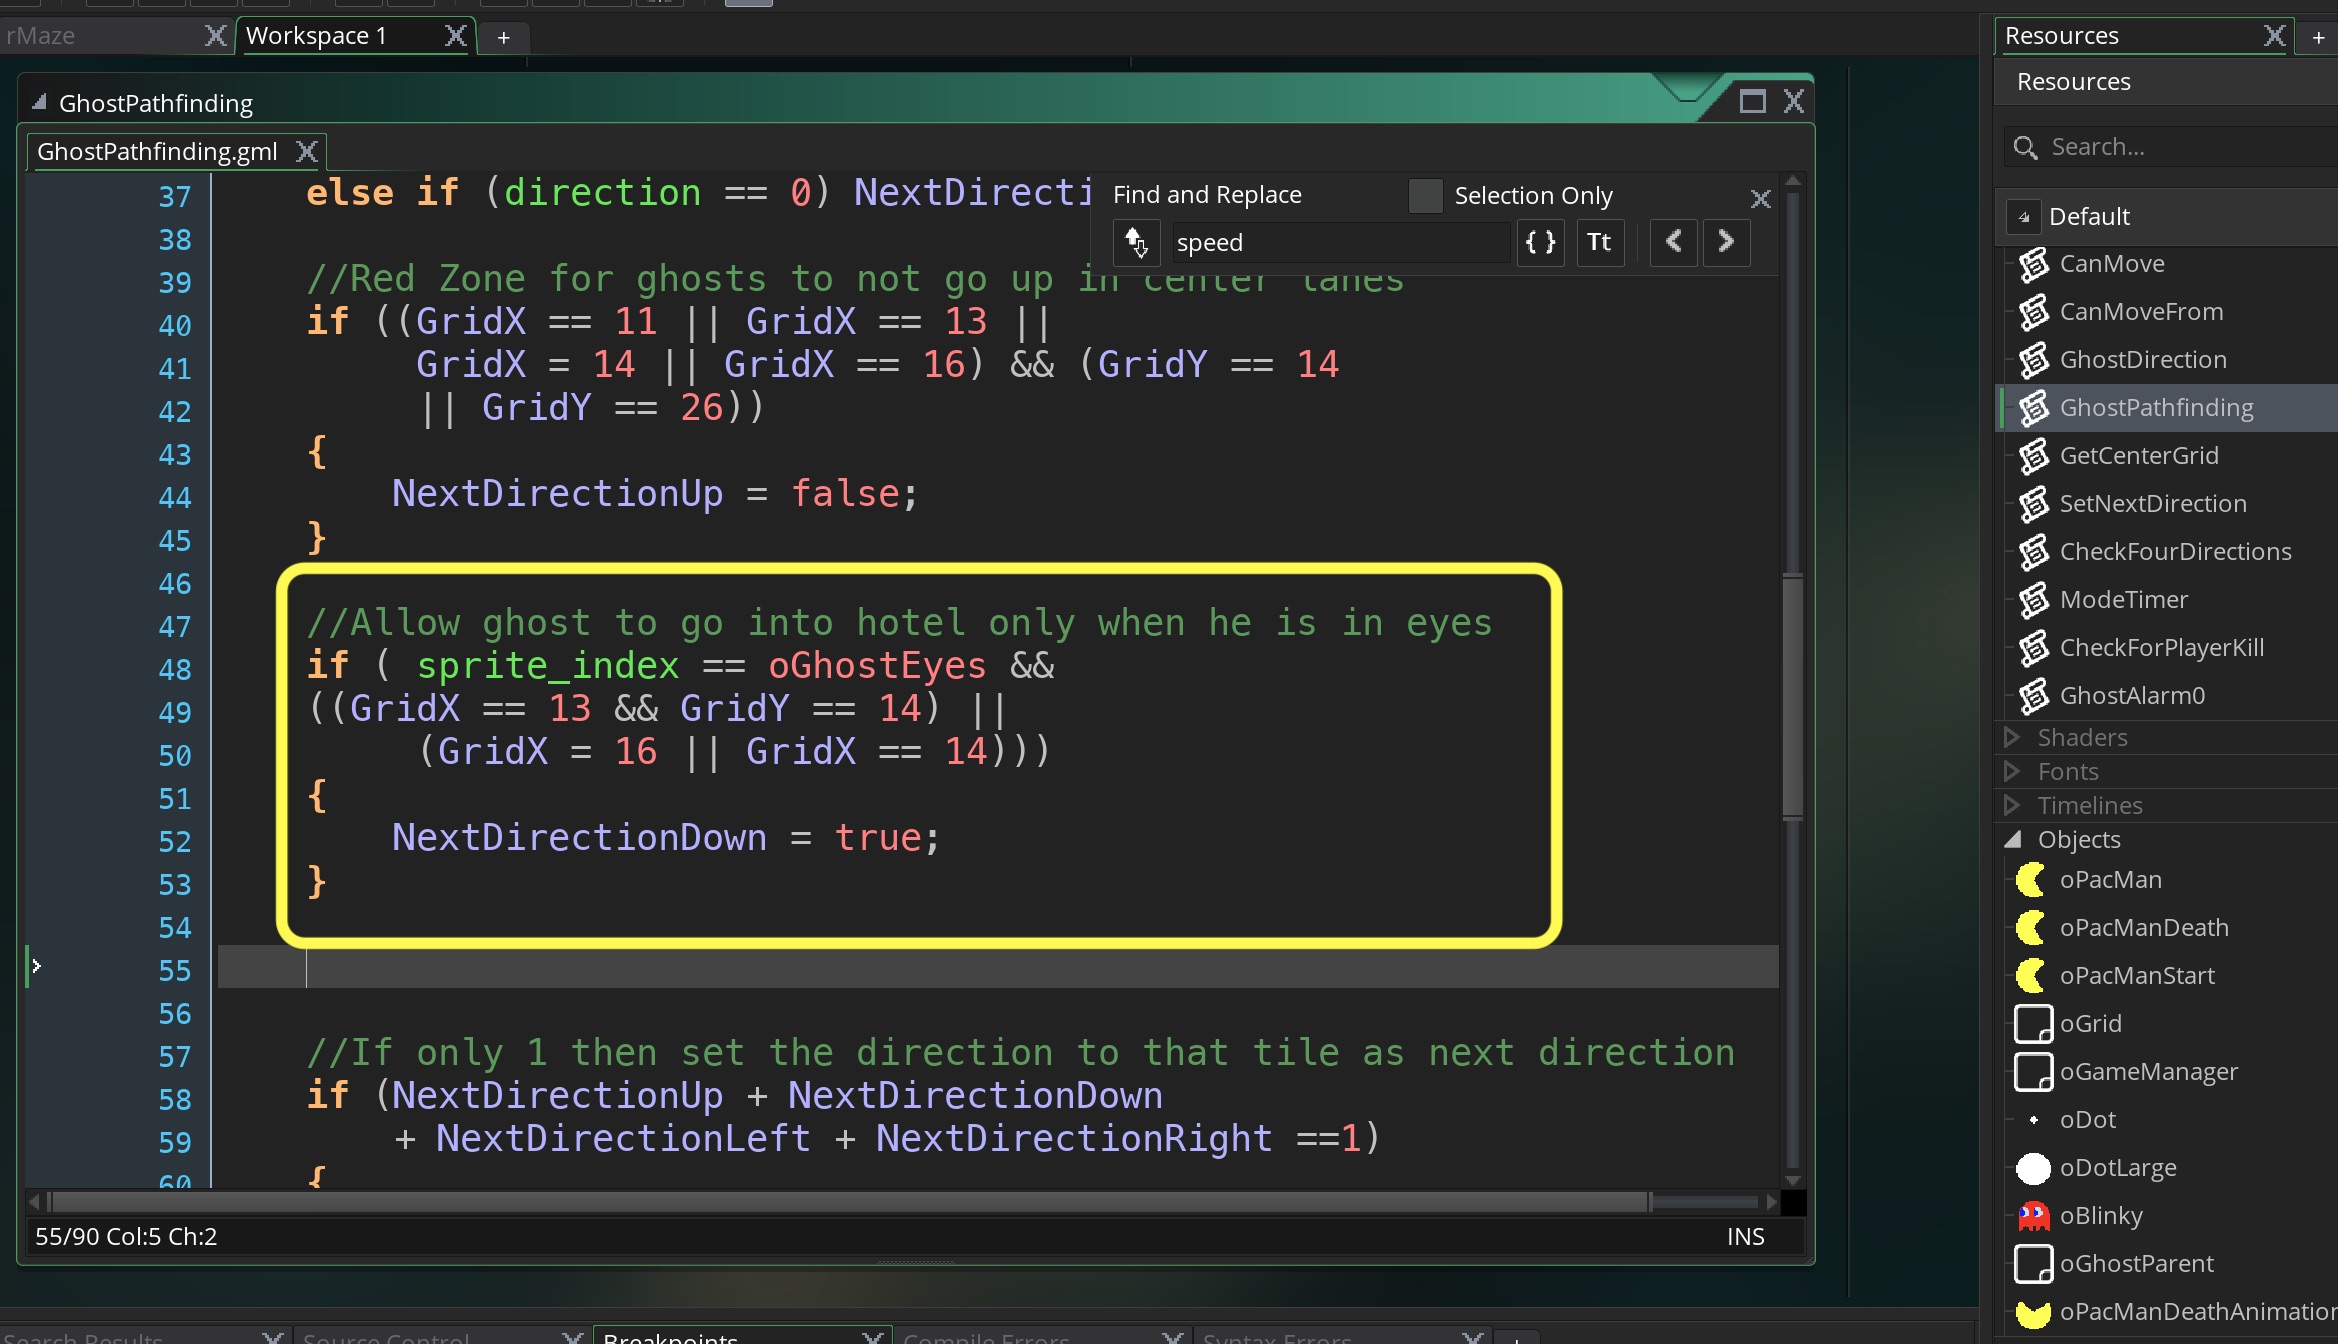 rMaze
Workspace 1
+
GhostPathfinding
GhostPathfinding.gml
37 else if (direction == 0) NextDirecti
38
39 //Red Zone for ghosts to not go up in center lanes
40 if ((GridX == 11 || GridX == 13 ||
41 GridX = 14 || GridX == 16) && (GridY == 14
42 || GridY == 26))
43 {
44 NextDirectionUp = false;
45 }
46
47 //Allow ghost to go into hotel only when he is in eyes
48 if ( sprite_index == oGhostEyes &&
49 ((GridX == 13 && GridY == 14) ||
50 (GridX = 16 || GridX == 14)))
51 {
52 NextDirectionDown = true;
53 }
54
55
56
57 //If only 1 then set the direction to that tile as next direction
58 if (NextDirectionUp + NextDirectionDown
59 + NextDirectionLeft + NextDirectionRight ==1)
60 {
55/90 Col:5 Ch:2
INS
Find and Replace
Selection Only
speed
{ }
Tt
Resources
+
Resources
Search...
Default
CanMove
CanMoveFrom
GhostDirection
GhostPathfinding
GetCenterGrid
SetNextDirection
CheckFourDirections
ModeTimer
CheckForPlayerKill
GhostAlarm0
Shaders
Fonts
Timelines
Objects
oPacMan
oPacManDeath
oPacManStart
oGrid
oGameManager
oDot
oDotLarge
oBlinky
oGhostParent
oPacManDeathAnimation
Search Results
Source Control
Breakpoints
Compile Errors
Syntax Errors
+